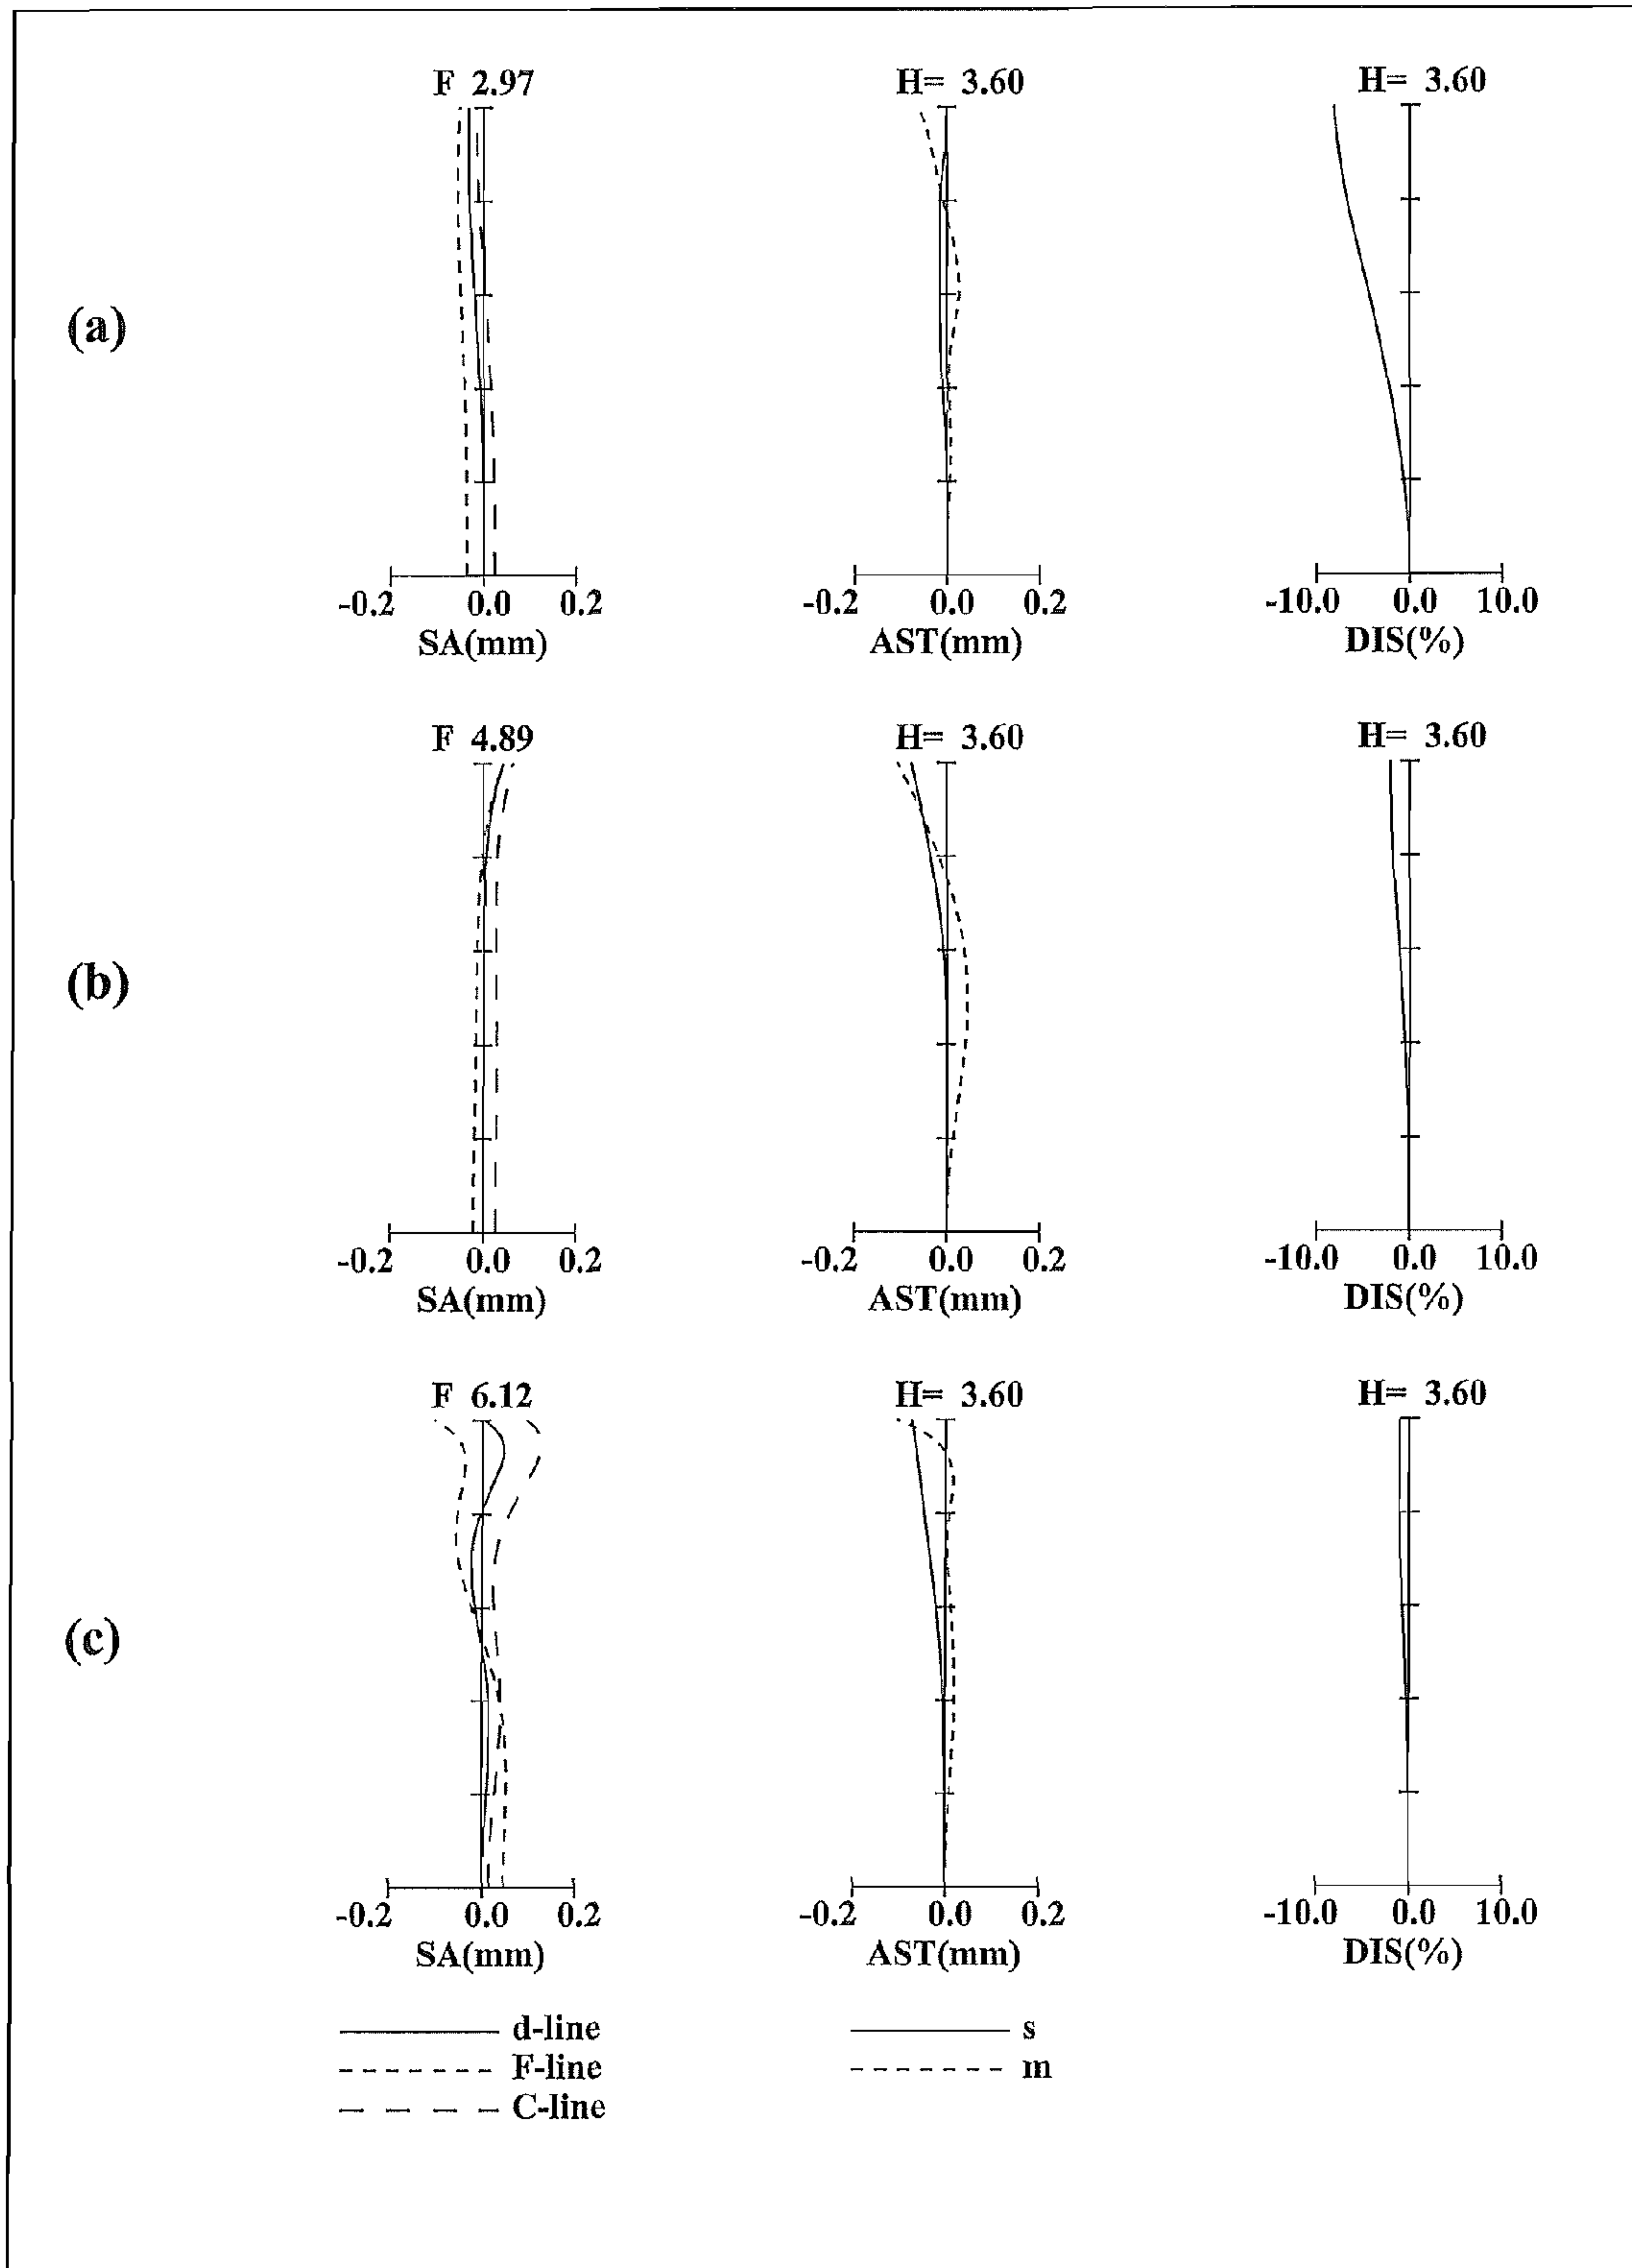 F 2.97
H= 3.60
H= 3.60
(a)
-0.2 0.0 0.2
SA(mm)
-0.2 0.0 0.2
AST(mm)
-10.0 0.0 10.0
DIS(%)
F 4.89
H= 3.60
H= 3.60
(b)
-0.2 0.0 0.2
SA(mm)
-0.2 0.0 0.2
AST(mm)
-10.0 0.0 10.0
DIS(%)
F 6.12
H= 3.60
H= 3.60
(c)
-0.2 0.0 0.2
SA(mm)
-0.2 0.0 0.2
AST(mm)
-10.0 0.0 10.0
DIS(%)
d-line
F-line
C-line
s
m